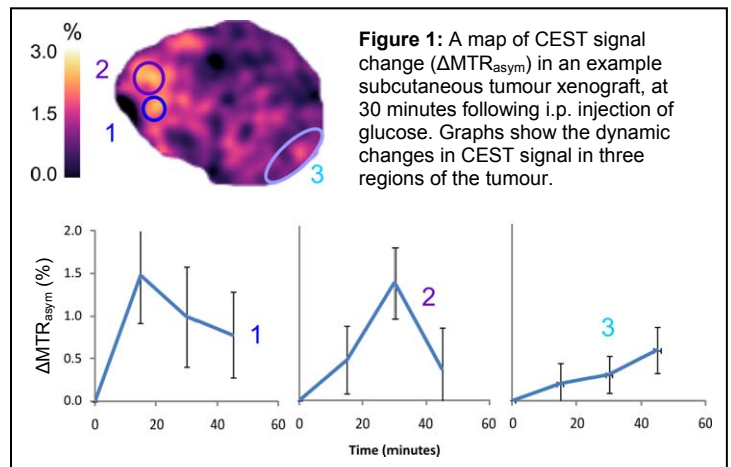 %
3.0
1.5
0.0
2
1
3
Figure 1: A map of CEST signal
change (ΔMTRasym) in an example
subcutaneous tumour xenograft, at
30 minutes following i.p. injection of
glucose. Graphs show the dynamic
changes in CEST signal in three
regions of the tumour.
ΔMTRasym (%)
2.0
1.5
1.0
0.5
0.0
1
2
3
0 20 40 60
0 20 40 60
0 20 40 60
Time (minutes)